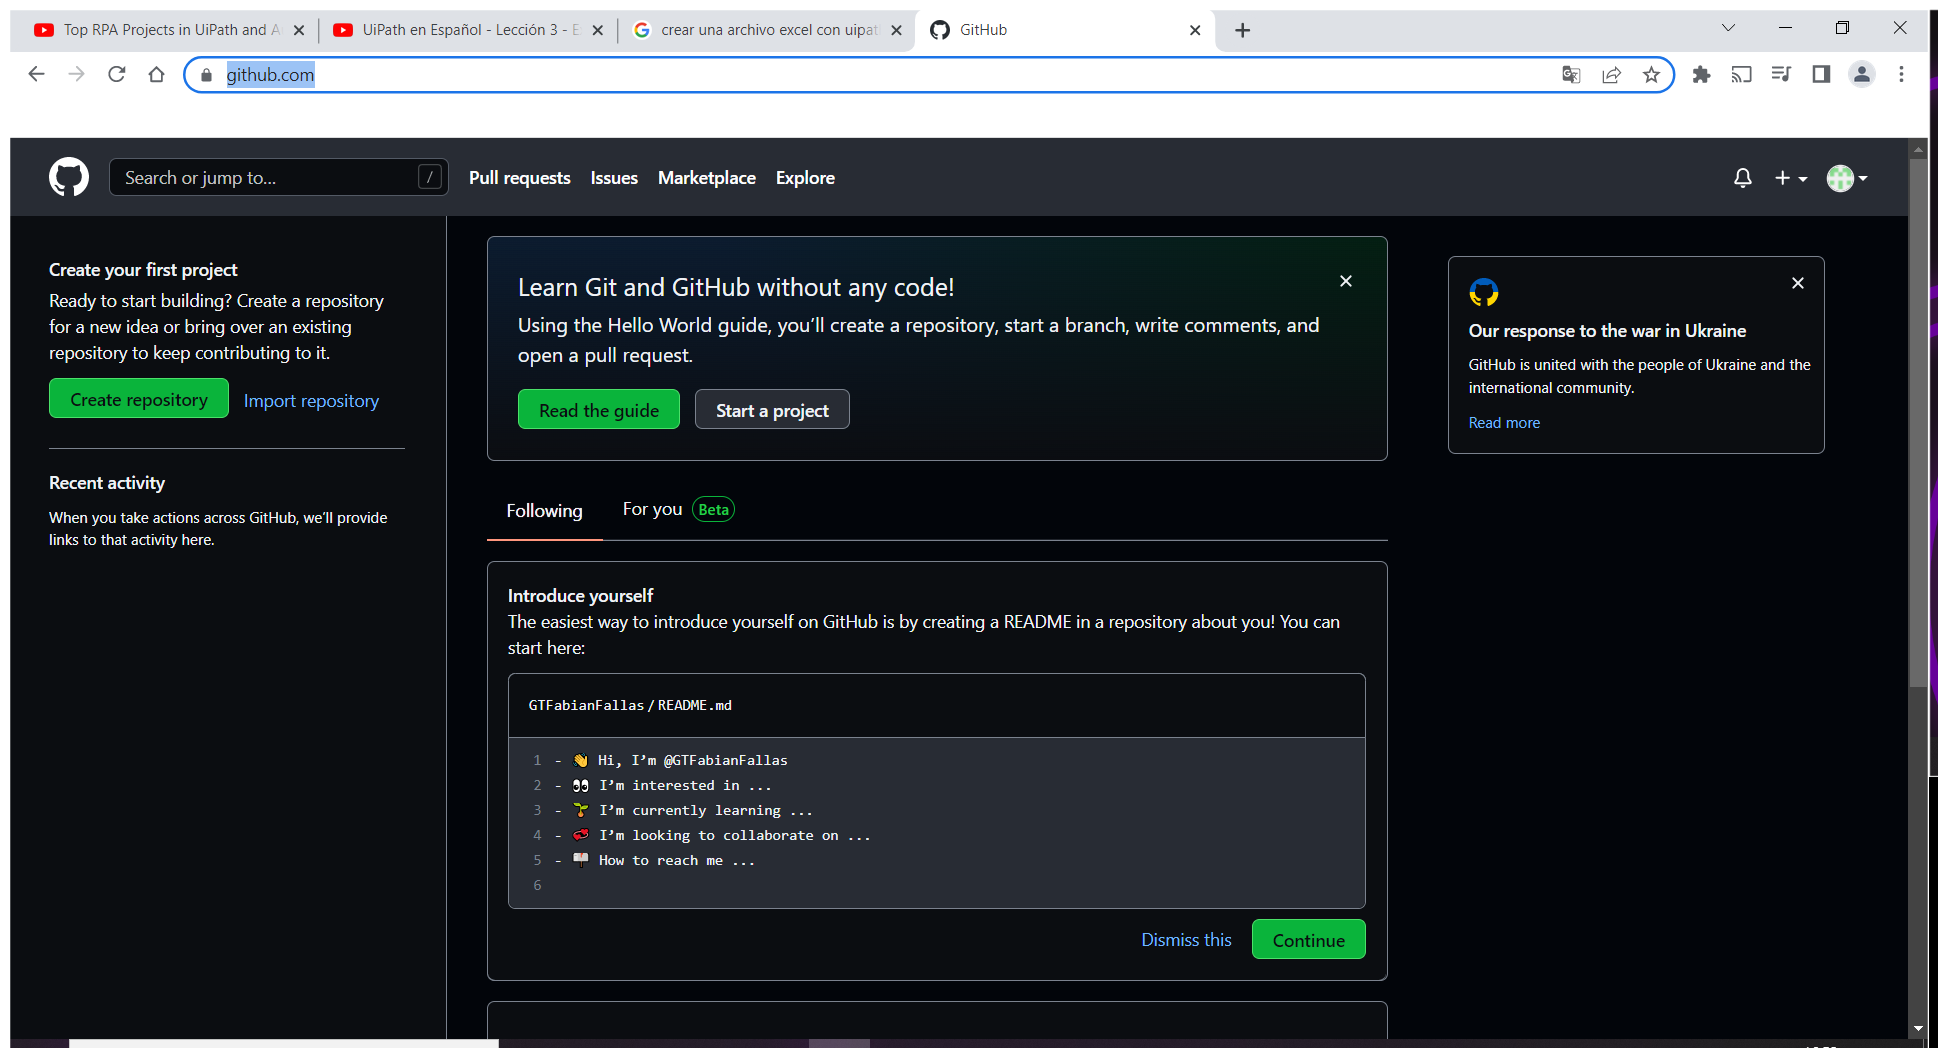 Top RPA Projects in UiPath and A
UiPath en Español - Lección 3 - E
crear una archivo excel con uipat
GitHub
github.com
Search or jump to... /
Pull requests
Issues
Marketplace
Explore
Create your first project
Ready to start building? Create a repository
for a new idea or bring over an existing
repository to keep contributing to it.
Create repository
Import repository
Recent activity
When you take actions across GitHub, we’ll provide
links to that activity here.
Learn Git and GitHub without any code!
Using the Hello World guide, you’ll create a repository, start a branch, write comments, and
open a pull request.
Read the guide
Start a project
Following
For you Beta
Introduce yourself
The easiest way to introduce yourself on GitHub is by creating a README in a repository about you! You can
start here:
GTFabianFallas / README.md
1 - 👋 Hi, I’m @GTFabianFallas
2 - 👀 I’m interested in ...
3 - 🌱 I’m currently learning ...
4 - 💞️ I’m looking to collaborate on ...
5 - 📫 How to reach me ...
6
Dismiss this
Continue
Our response to the war in Ukraine
GitHub is united with the people of Ukraine and the
international community.
Read more